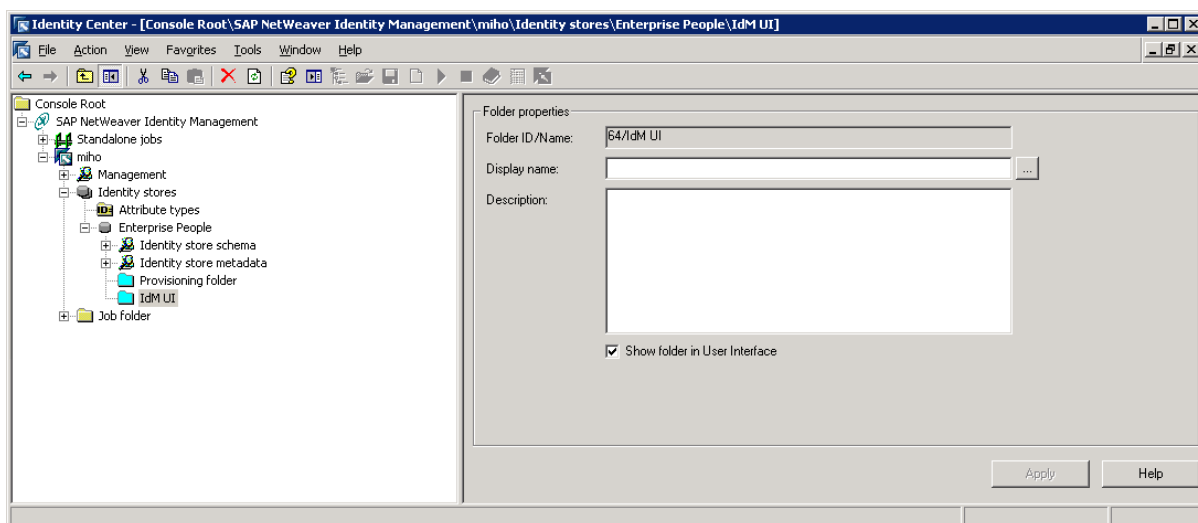 Identity Center - [Console Root\SAP NetWeaver Identity Management\miho\Identity stores\Enterprise People\IdM UI]
File Action View Favorites Tools Window Help
Console Root
SAP NetWeaver Identity Management
Standalone jobs
miho
Management
Identity stores
Attribute types
Enterprise People
Identity store schema
Identity store metadata
Provisioning folder
IdM UI
Job folder
Folder properties
Folder ID/Name: 64/IdM UI
Display name: ...
Description:
Show folder in User Interface
Apply Help